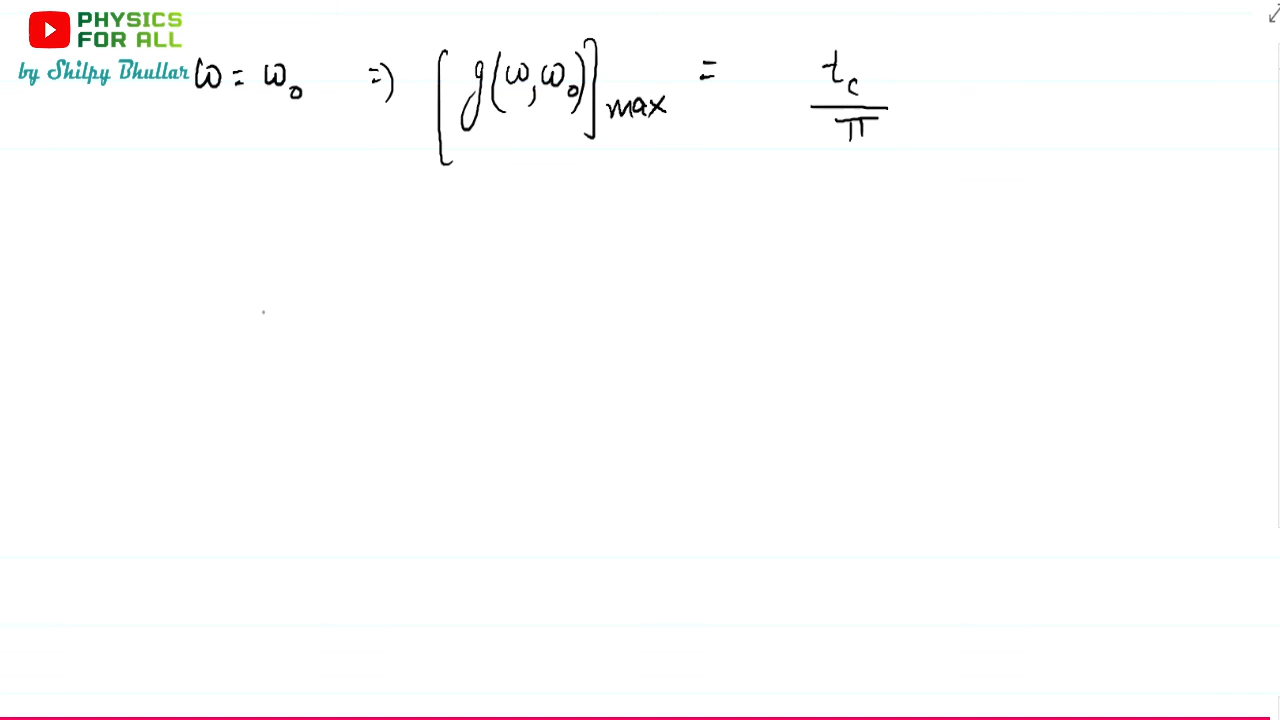 PHYSICS
FOR ALL
by Shilpy Bhullar
ω = ω₀ ⇒ [g(ω, ω₀)]max = t_c / π